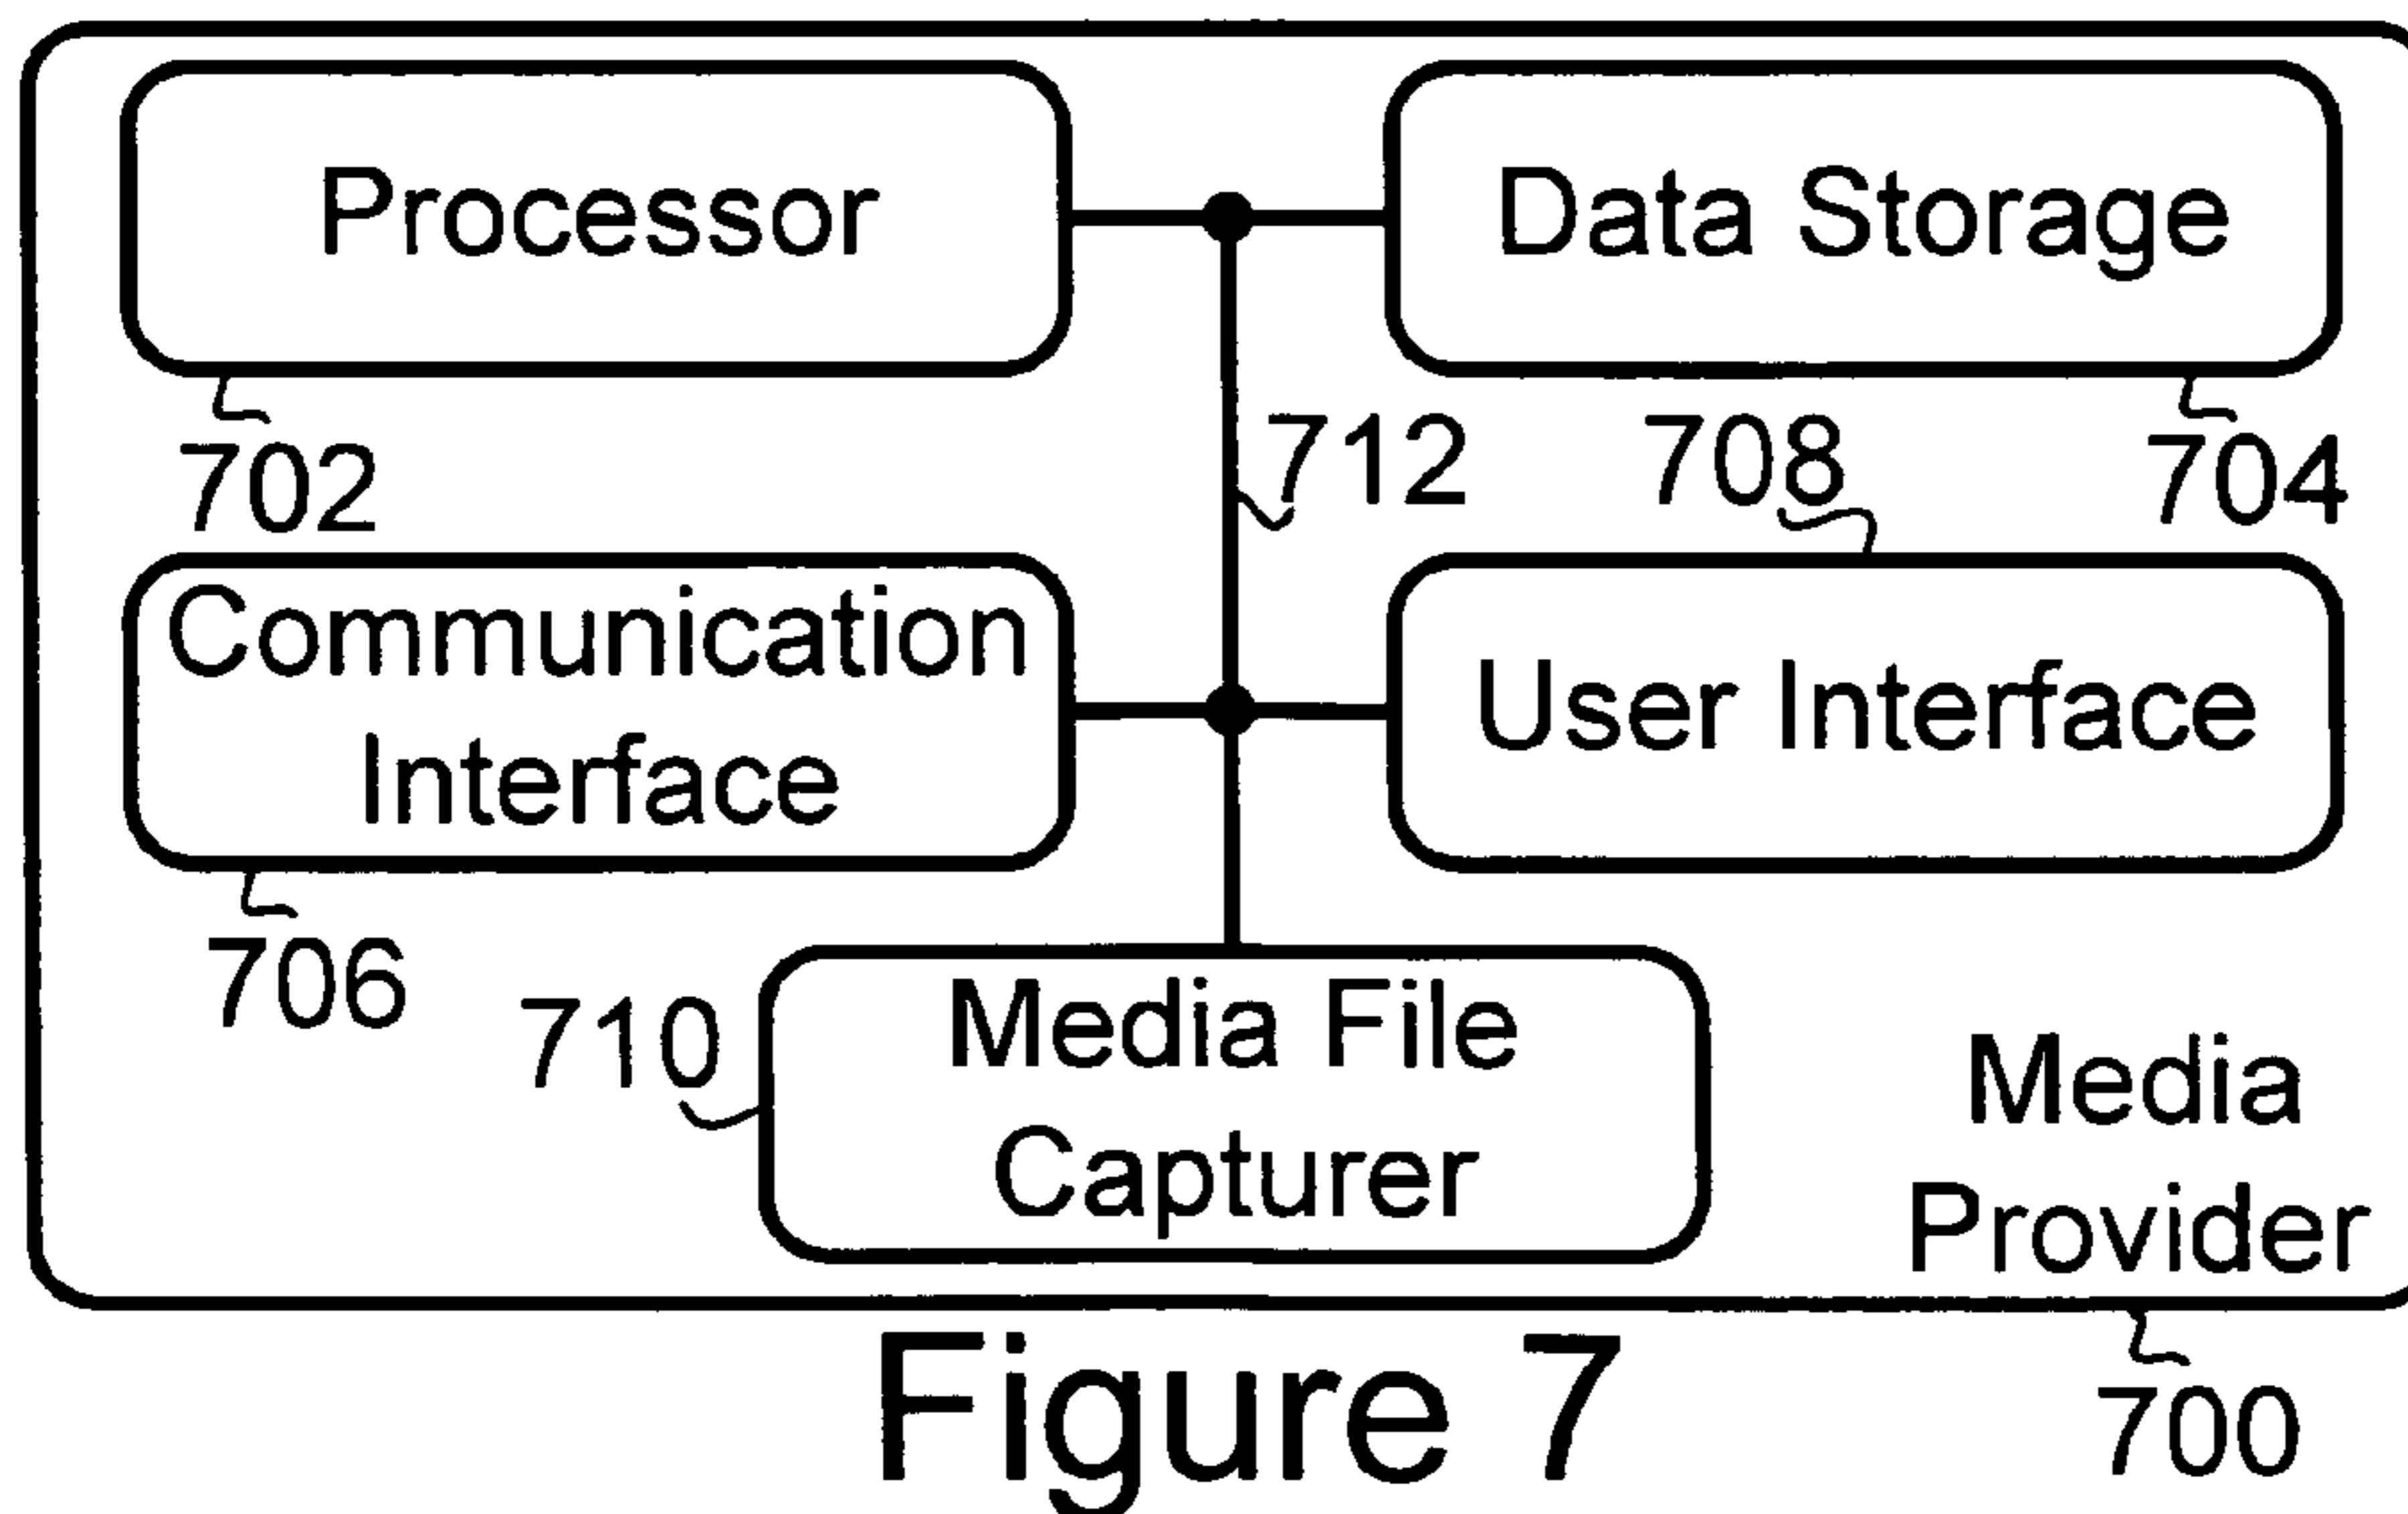 Processor
Data Storage
702
712
708
704
Communication
Interface
User Interface
706
710
Media File
Capturer
Media
Provider
Figure 7
700